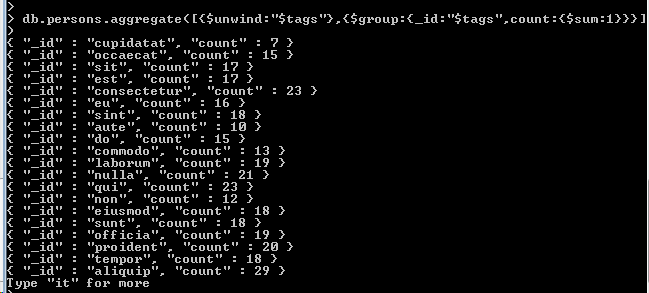 >
> db.persons.aggregate([{$unwind:"$tags"},{$group:{_id:"$tags",count:{$sum:1}}}]
)
{ "_id" : "cupidatat", "count" : 7 }
{ "_id" : "occaecat", "count" : 15 }
{ "_id" : "sit", "count" : 17 }
{ "_id" : "est", "count" : 17 }
{ "_id" : "consectetur", "count" : 23 }
{ "_id" : "eu", "count" : 16 }
{ "_id" : "sint", "count" : 18 }
{ "_id" : "aute", "count" : 10 }
{ "_id" : "do", "count" : 15 }
{ "_id" : "commodo", "count" : 13 }
{ "_id" : "laborum", "count" : 19 }
{ "_id" : "nulla", "count" : 21 }
{ "_id" : "qui", "count" : 23 }
{ "_id" : "non", "count" : 12 }
{ "_id" : "eiusmod", "count" : 18 }
{ "_id" : "sunt", "count" : 18 }
{ "_id" : "officia", "count" : 19 }
{ "_id" : "proident", "count" : 20 }
{ "_id" : "tempor", "count" : 18 }
{ "_id" : "aliquip", "count" : 29 }
Type "it" for more